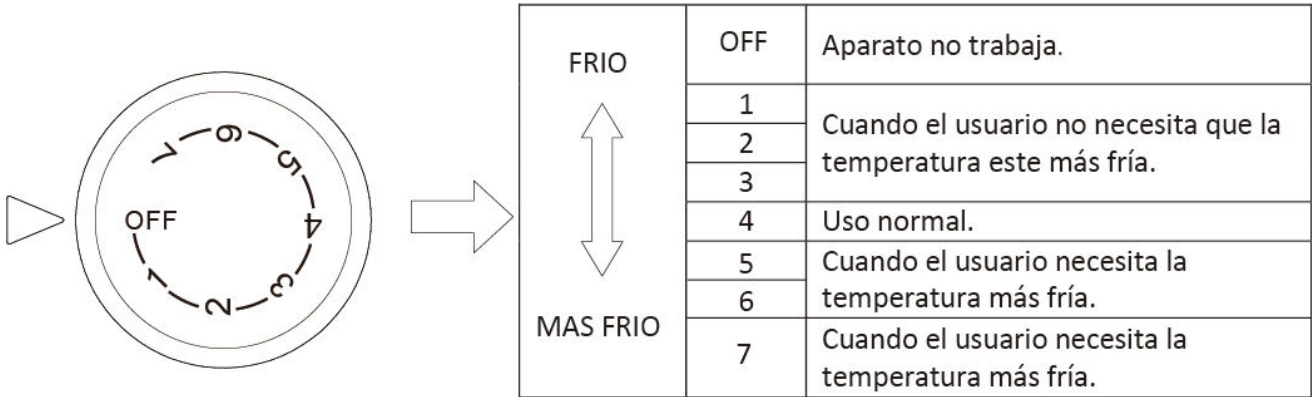 OFF
1
2
3
4
5
6
7
FRIO
MAS FRIO
OFF
Aparato no trabaja.
1
2
3
Cuando el usuario no necesita que la
temperatura este más fría.
4
Uso normal.
5
6
Cuando el usuario necesita la
temperatura más fría.
7
Cuando el usuario necesita la
temperatura más fría.